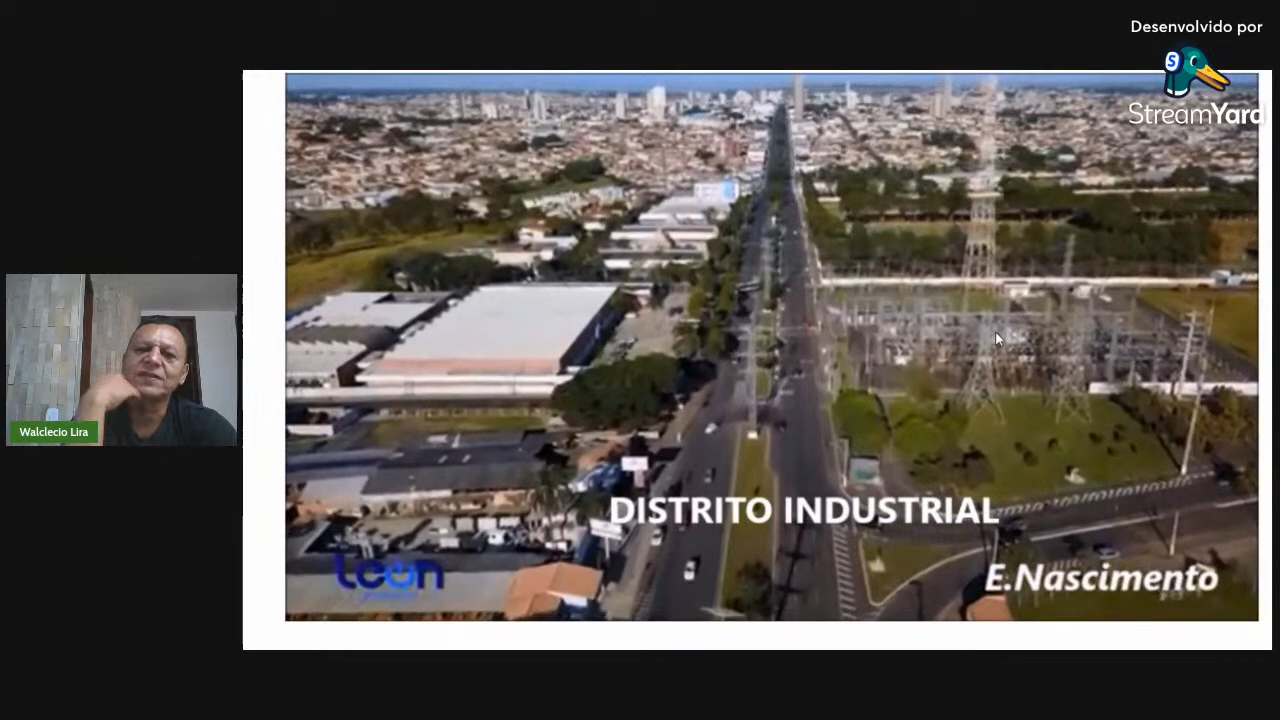 Desenvolvido por
StreamYard
Walclecio Lira
DISTRITO INDUSTRIAL
E.Nascimento